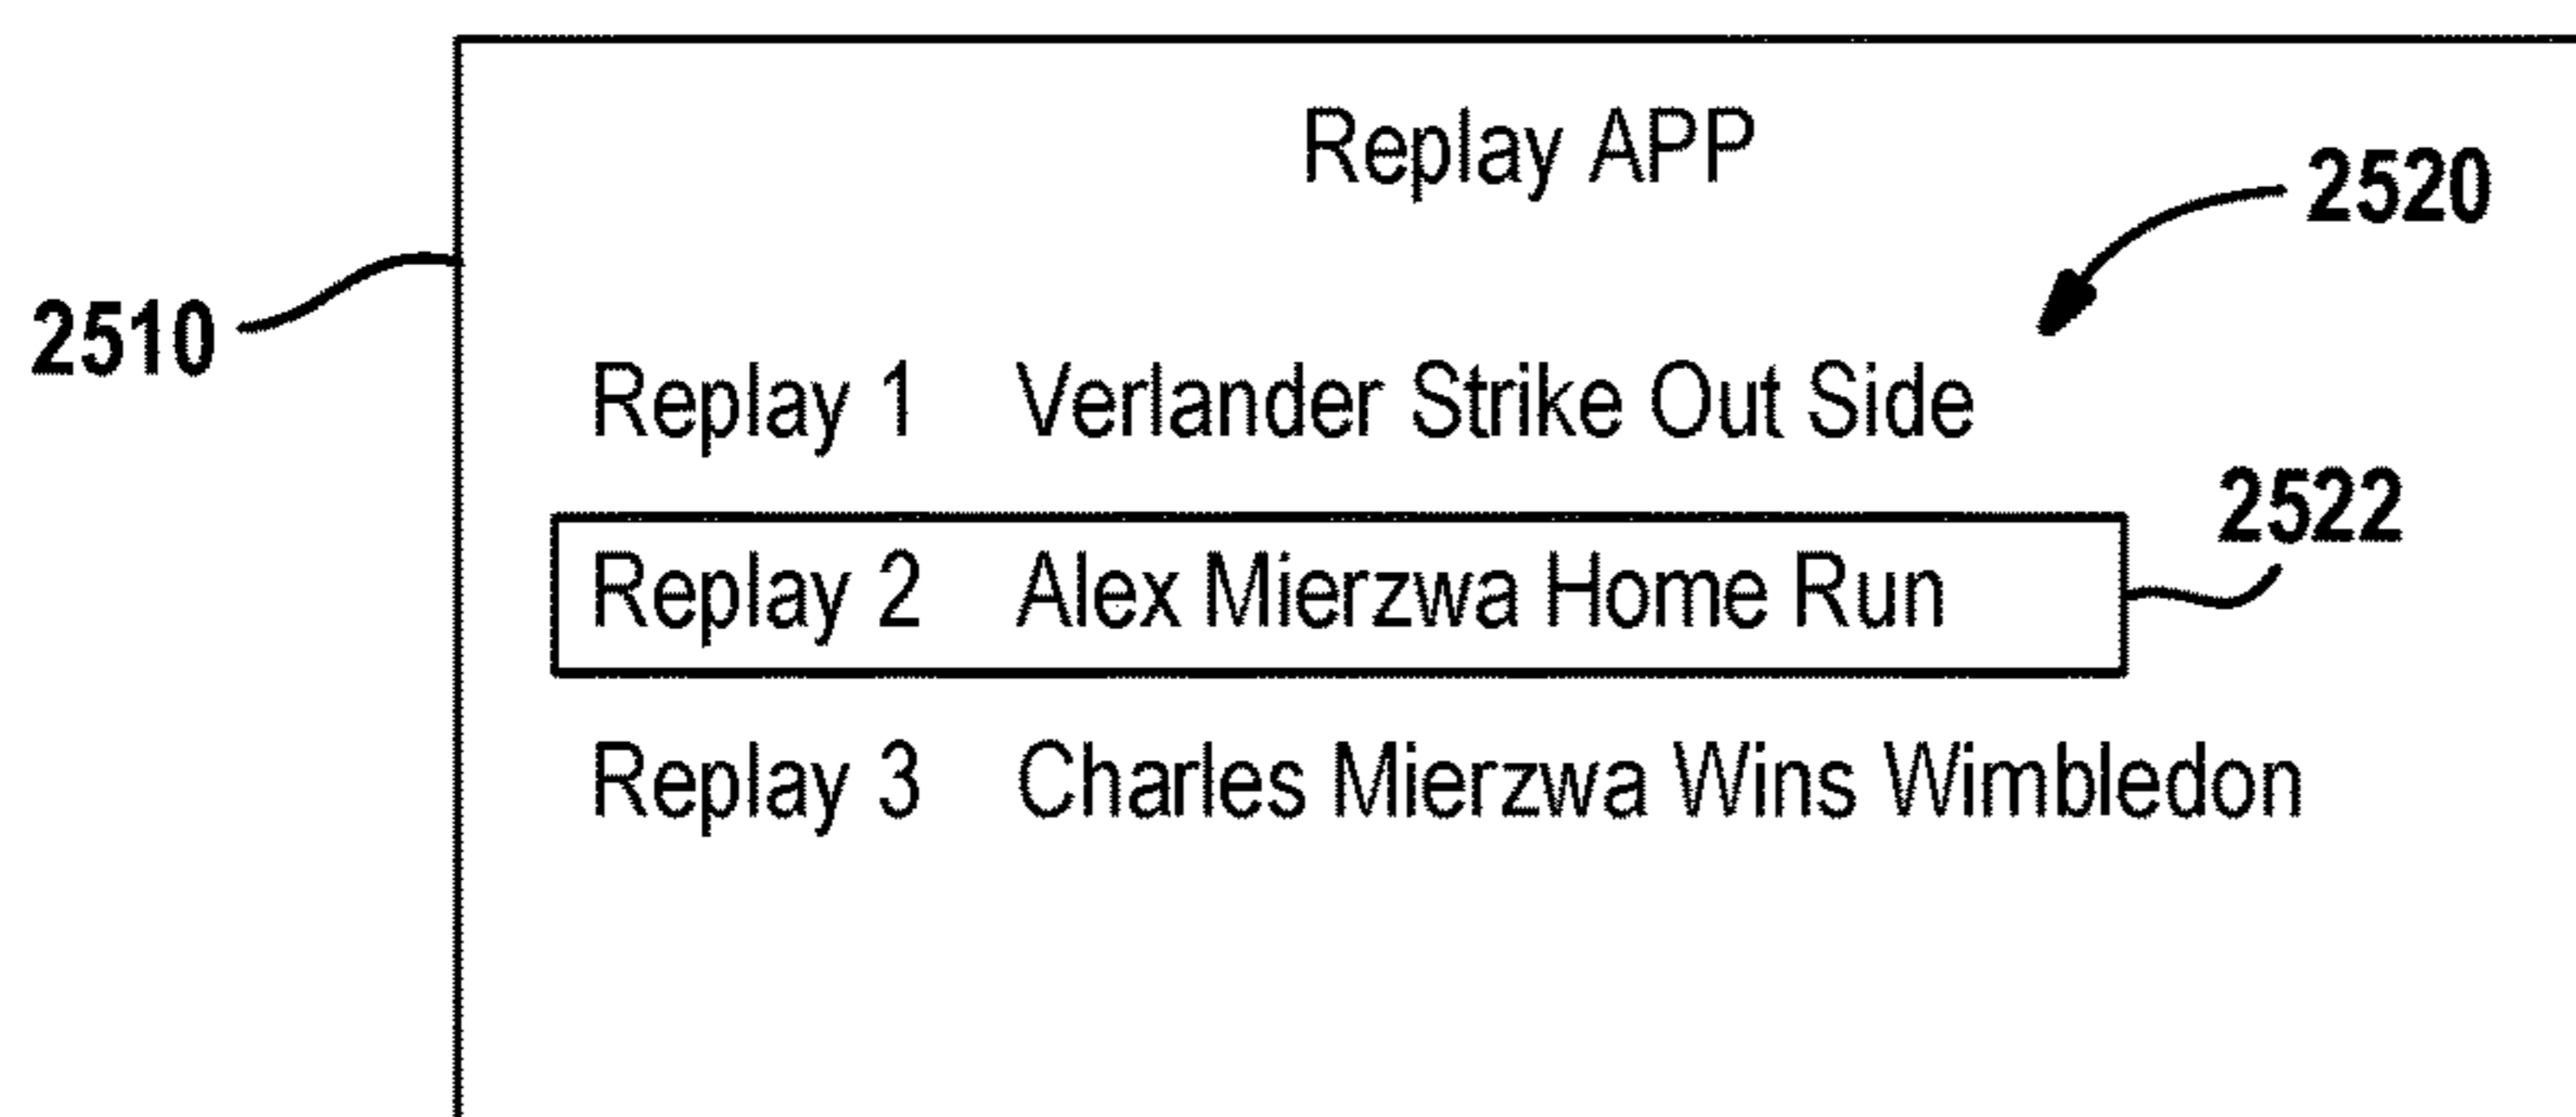 Replay APP
2520
2510
Replay 1 Verlander Strike Out Side
2522
Replay 2 Alex Mierzwa Home Run
Replay 3 Charles Mierzwa Wins Wimbledon